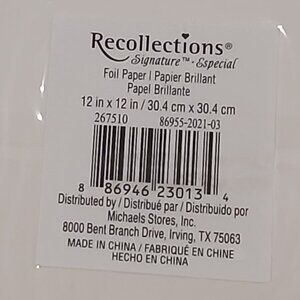 Recollections®
Signature™ - Especial
Foil Paper | Papier Brillant
Papel Brillante
12 in x 12 in / 30.4 cm x 30.4 cm
267510 86955-2021-03
8 86946 23013 4
Distributed by / Distribué par / Distribuido por
Michaels Stores, Inc.
8000 Bent Branch Drive, Irving, TX 75063
MADE IN CHINA / FABRIQUÉ EN CHINE
HECHO EN CHINA